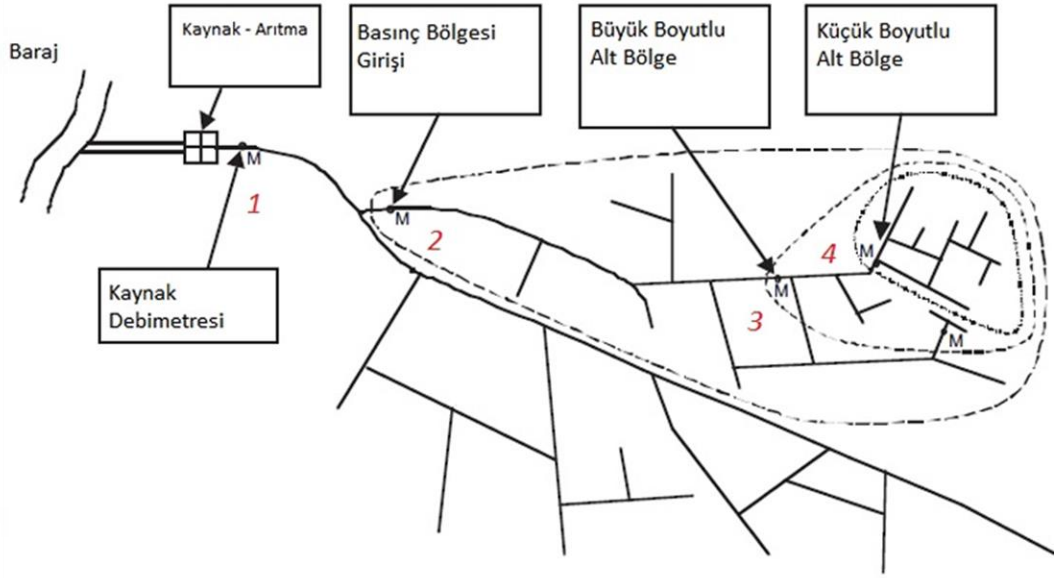 Baraj
Kaynak - Arıtma
Basınç Bölgesi
Girişi
Büyük Boyutlu
Alt Bölge
Küçük Boyutlu
Alt Bölge
M
1
M
2
M
3
4
M
M
Kaynak
Debimetresi